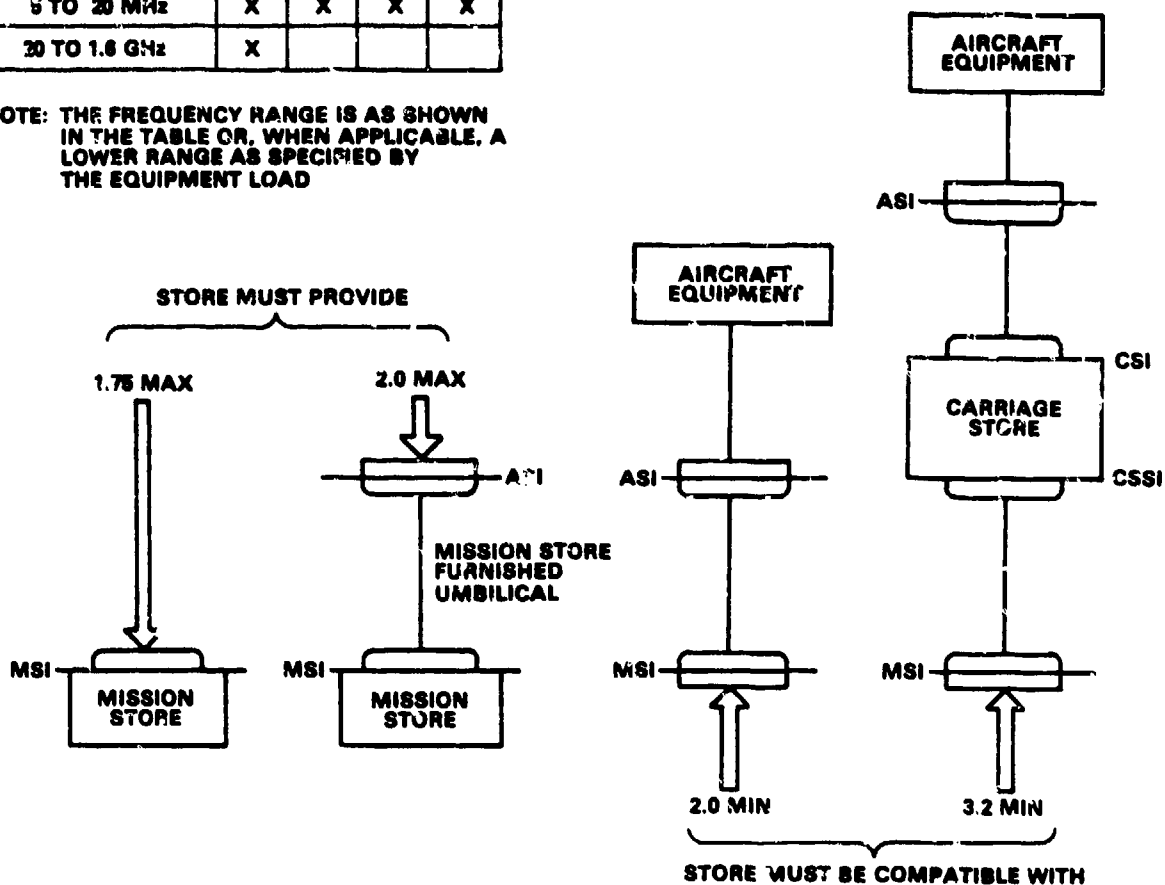 5 TO 20 MHz X X X X
20 TO 1.6 GHz X
OTE: THE FREQUENCY RANGE IS AS SHOWN
IN THE TABLE OR, WHEN APPLICABLE, A
LOWER RANGE AS SPECIFIED BY
THE EQUIPMENT LOAD
AIRCRAFT
EQUIPMENT
ASI
AIRCRAFT
EQUIPMENT
STORE MUST PROVIDE
1.75 MAX
2.0 MAX
CSI
CARRIAGE
STORE
CSSI
ASI
MISSION STORE
FURNISHED
UMBILICAL
MSI
MISSION
STORE
MSI
MISSION
STORE
MSI
MSI
2.0 MIN
3.2 MIN
STORE MUST BE COMPATIBLE WITH